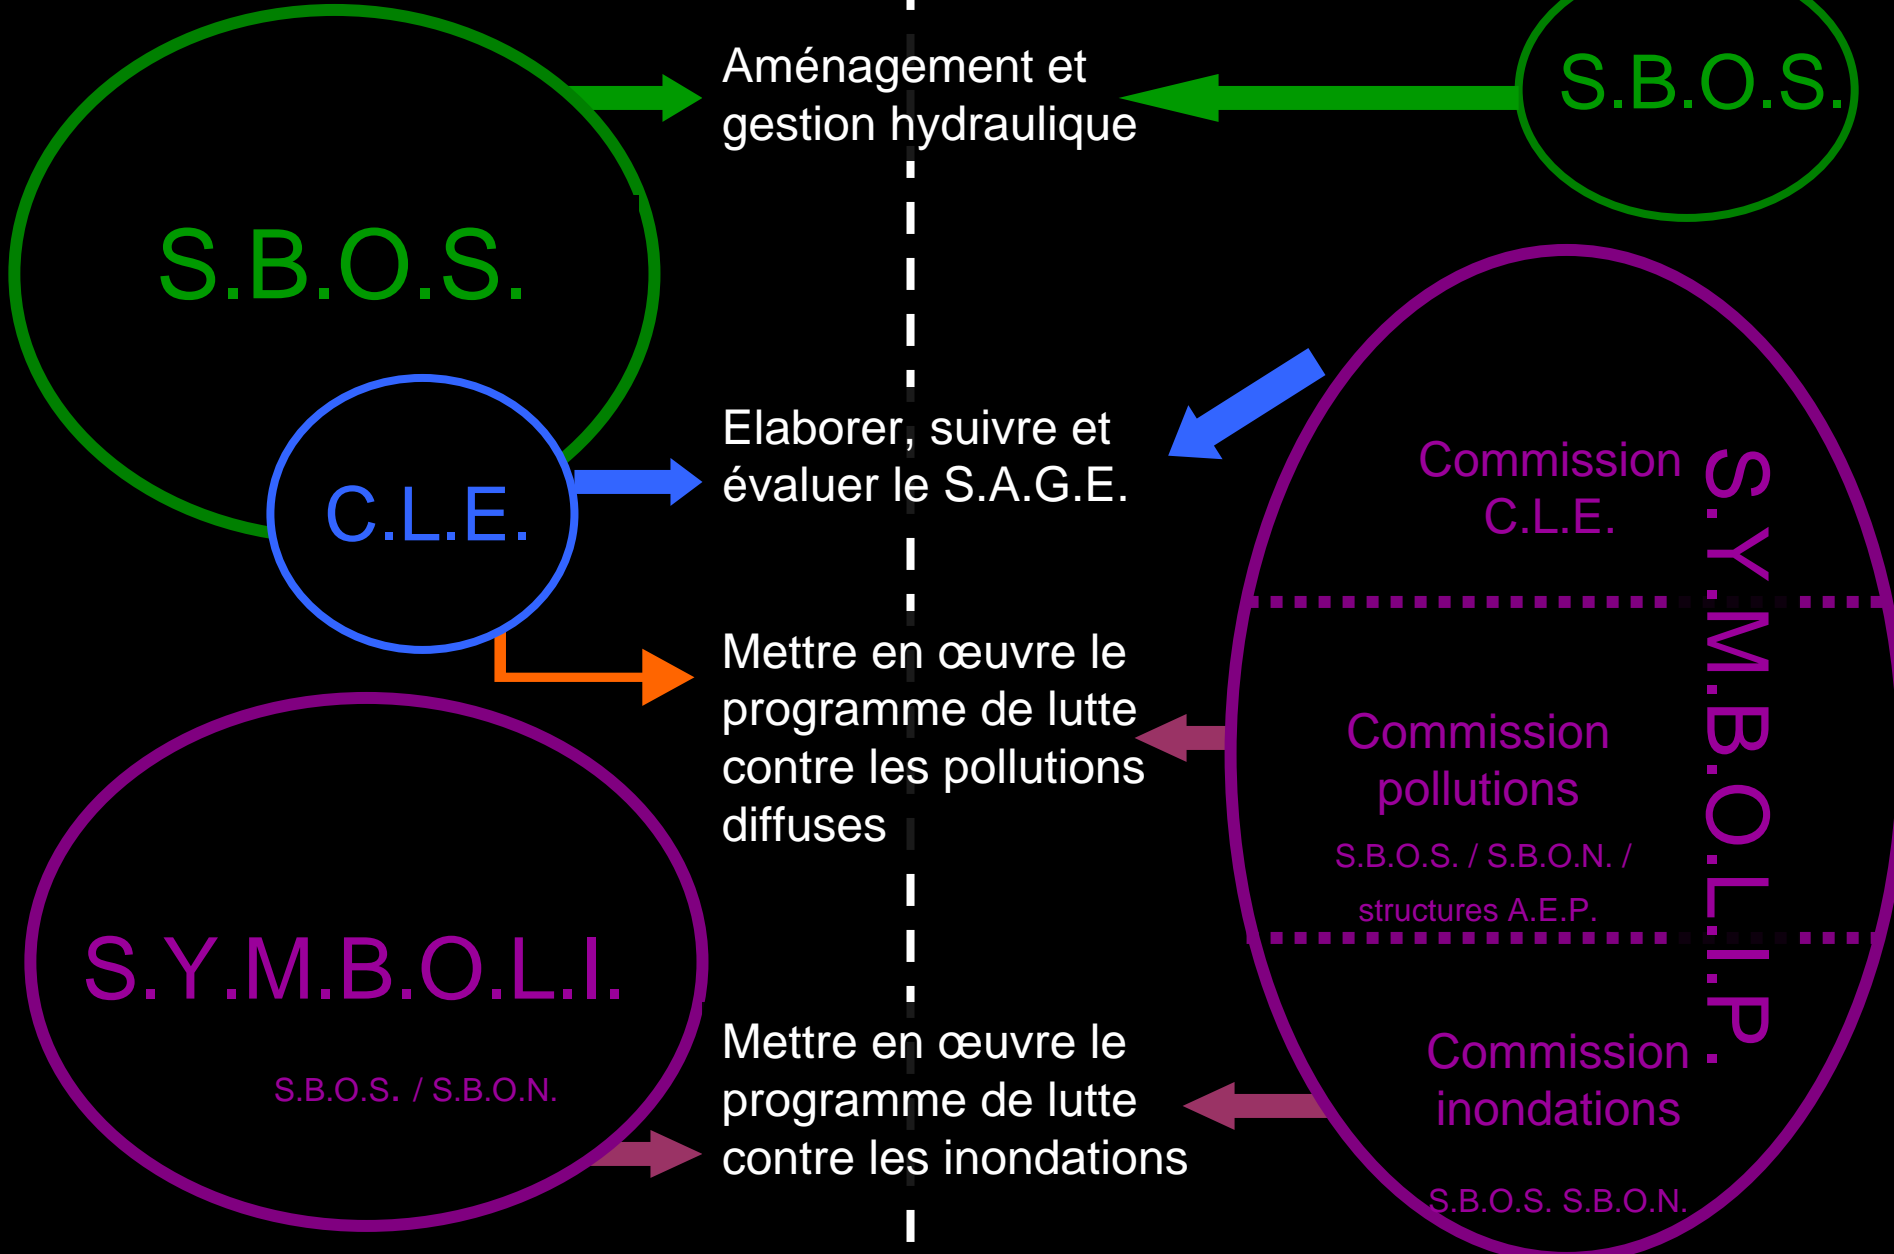 S.B.O.S.
C.L.E.
S.Y.M.B.O.L.I.
S.B.O.S. / S.B.O.N.
Aménagement et
gestion hydraulique
Elaborer, suivre et
évaluer le S.A.G.E.
Mettre en œuvre le
programme de lutte
contre les pollutions
diffuses
Mettre en œuvre le
programme de lutte
contre les inondations
S.B.O.S.
Commission
C.L.E.
Commission
pollutions
S.B.O.S. / S.B.O.N. /
structures A.E.P.
Commission
inondations
S.B.O.S. S.B.O.N.
S.Y.M.B.O.L.I.P.